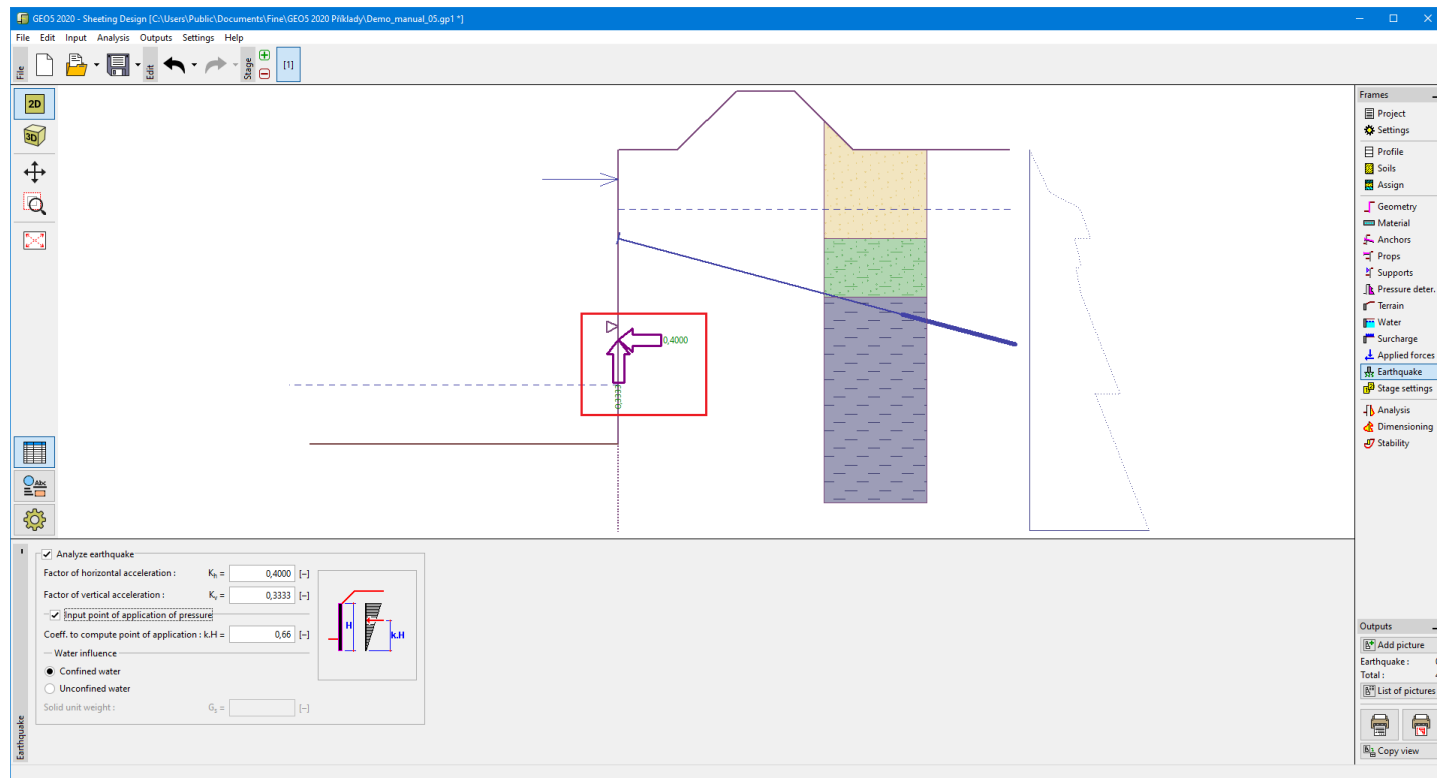 GEO5 2020 - Sheeting Design [C:\Users\Public\Documents\Fine\GEO5 2020 Příklady\Demo_manual_05.gp1 *]
File Edit Input Analysis Outputs Settings Help
File
Edit
Stage
[1]
2D
3D
Abc
0,4000
0,3333
Frames
Project
Settings
Profile
Soils
Assign
Geometry
Material
Anchors
Props
Supports
Pressure deter.
Terrain
Water
Surcharge
Applied forces
Earthquake
Stage settings
Analysis
Dimensioning
Stability
Earthquake
Analyze earthquake
Factor of horizontal acceleration : Kh = 0,4000 [–]
Factor of vertical acceleration : Kv = 0,3333 [–]
Input point of application of pressure
Coeff. to compute point of application : k.H = 0,66 [–]
Water influence
Confined water
Unconfined water
Solid unit weight : Gs = [–]
H
k.H
Outputs
Add picture
Earthquake :
Total :
List of pictures
Copy view